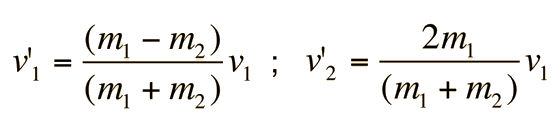 v'₁ = (m₁ − m₂)/(m₁ + m₂) v₁ ; v'₂ = 2m₁/(m₁ + m₂) v₁